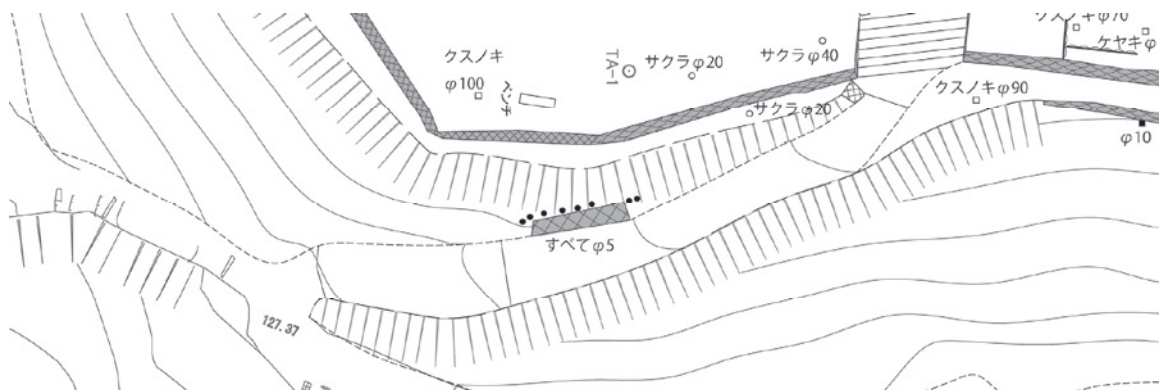 クスノキφ70
ケヤキφ
クスノキ
φ100
ベンチ
TA-1
サクラφ20
サクラφ40
サクラφ20
クスノキφ90
φ10
すべてφ5
127.37